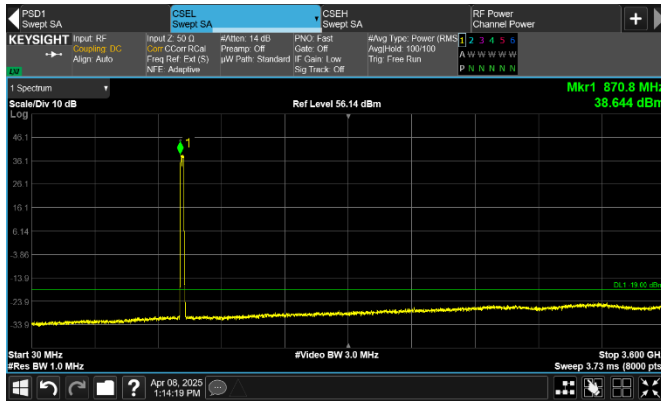 PSD1 CSEL CSEH RF Power
Swept SA Swept SA Swept SA Channel Power
KEYSIGHT Input: RF Input Z: 50 Ω #Atten: 14 dB PNO: Fast #Avg Type: Power (RMS 1 2 3 4 5 6
Coupling: DC Corr CCorr RCal Preamp: Off Gate: Off Avg|Hold: 100/100 A W W W W W
Align: Auto Freq Ref: Ext (S) µW Path: Standard IF Gain: Low Trig: Free Run
NFE: Adaptive Sig Track: Off P N N N N N
1 Spectrum Mkr1 870.8 MHz
Scale/Div 10 dB Ref Level 56.14 dBm 38.644 dBm
Log
46.1
1
36.1
26.1
16.1
6.14
-3.86
-13.9
DL1 -19.00 dBm
-23.9
-33.9
Start 30 MHz #Video BW 3.0 MHz Stop 3.600 GH
#Res BW 1.0 MHz Sweep 3.73 ms (8000 pts
? Apr 08, 2025
1:14:19 PM